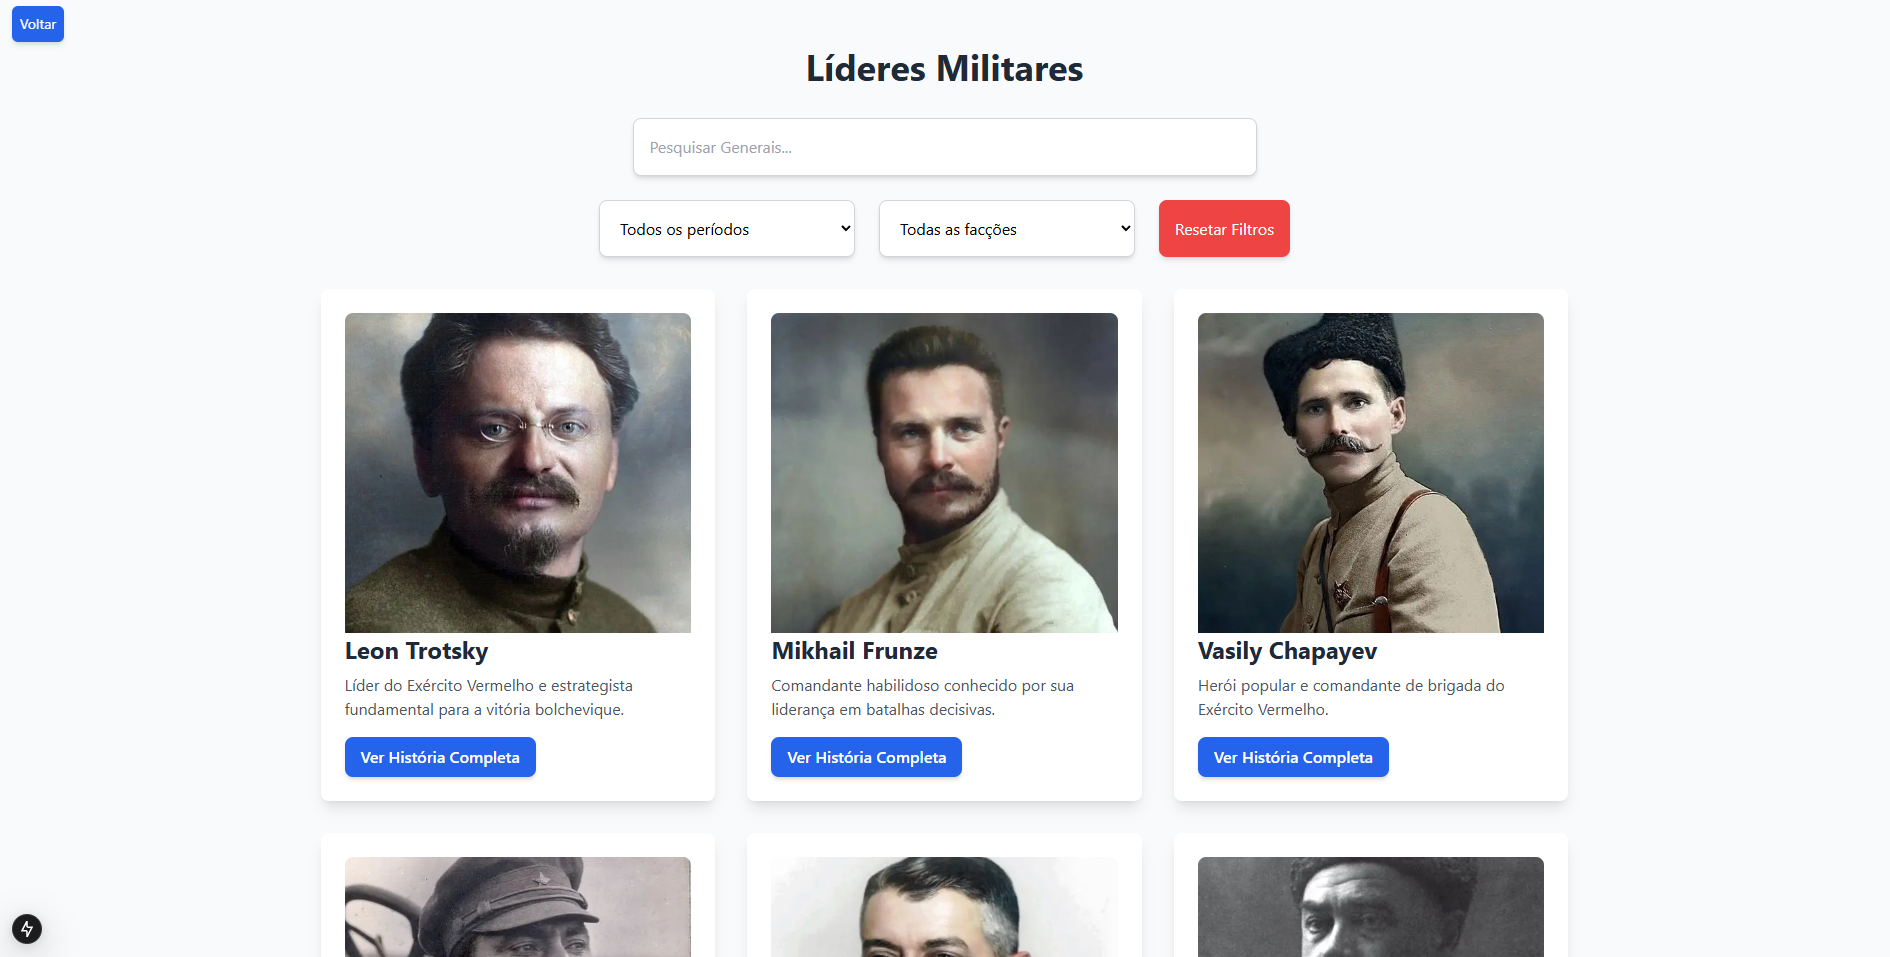 Voltar
Líderes Militares
Pesquisar Generais...
Todos os períodos
Todas as facções
Resetar Filtros
Leon Trotsky
Líder do Exército Vermelho e estrategista
fundamental para a vitória bolchevique.
Ver História Completa
Mikhail Frunze
Comandante habilidoso conhecido por sua
liderança em batalhas decisivas.
Ver História Completa
Vasily Chapayev
Herói popular e comandante de brigada do
Exército Vermelho.
Ver História Completa